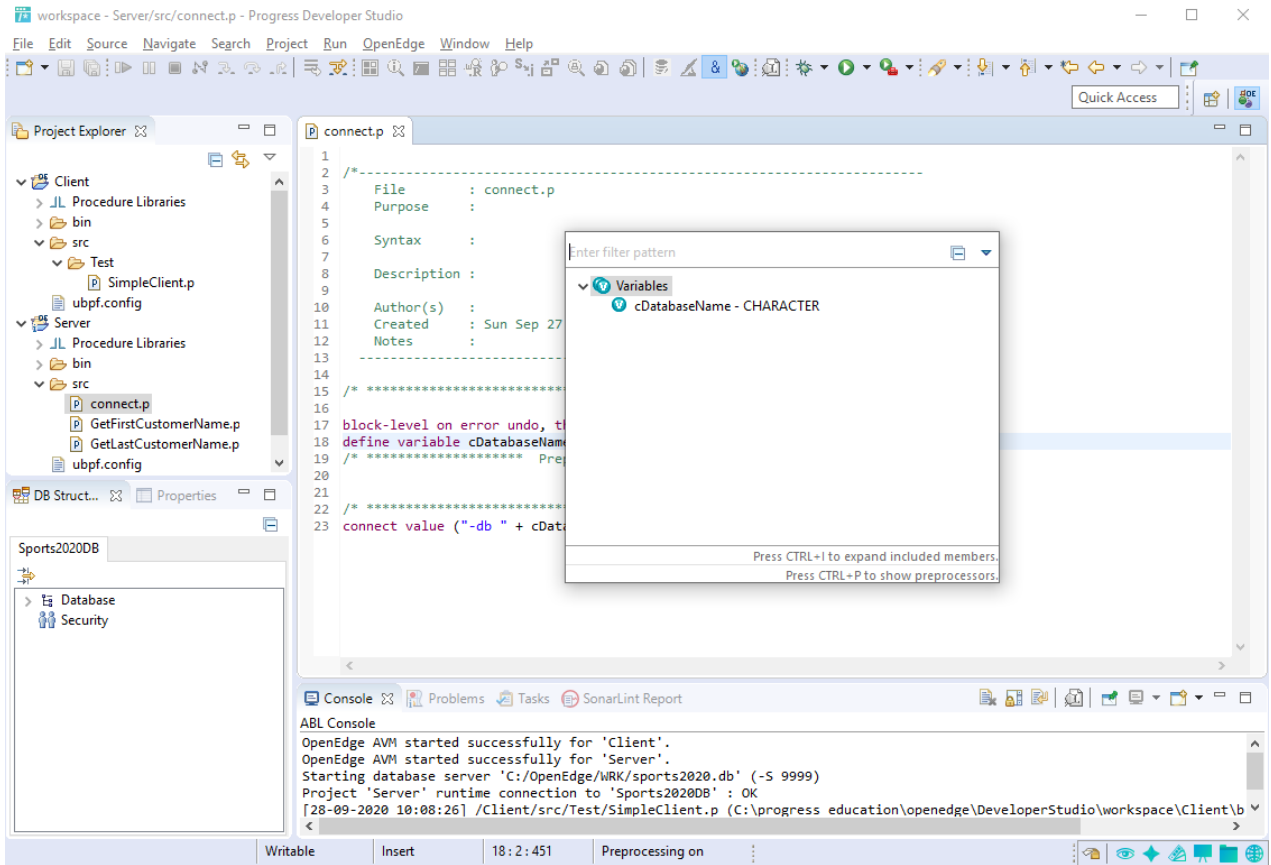 workspace - Server/src/connect.p - Progress Developer Studio
File Edit Source Navigate Search Project Run OpenEdge Window Help
Quick Access
Project Explorer
Client
Procedure Libraries
bin
src
Test
SimpleClient.p
ubpf.config
Server
Procedure Libraries
bin
src
connect.p
GetFirstCustomerName.p
GetLastCustomerName.p
ubpf.config
DB Struct... Properties
Sports2020DB
Database
Security
connect.p
1
2 /*------------------------------------------------------------------------
3 File : connect.p
4 Purpose :
5
6 Syntax :
7
8 Description :
9
10 Author(s) :
11 Created : Sun Sep 27
12 Notes :
13 --------------------------
14
15 /* **************************
16
17 block-level on error undo, th
18 define variable cDatabaseName
19 /* ******************** Prep
20
21
22 /* **************************
23 connect value ("-db " + cData
Enter filter pattern
Variables
cDatabaseName - CHARACTER
Press CTRL+I to expand included members.
Press CTRL+P to show preprocessors.
Console Problems Tasks SonarLint Report
ABL Console
OpenEdge AVM started successfully for 'Client'.
OpenEdge AVM started successfully for 'Server'.
Starting database server 'C:/OpenEdge/WRK/sports2020.db' (-S 9999)
Project 'Server' runtime connection to 'Sports2020DB' : OK
[28-09-2020 10:08:26] /Client/src/Test/SimpleClient.p (C:\progress education\openedge\DeveloperStudio\workspace\Client\b
Writable Insert 18 : 2 : 451 Preprocessing on